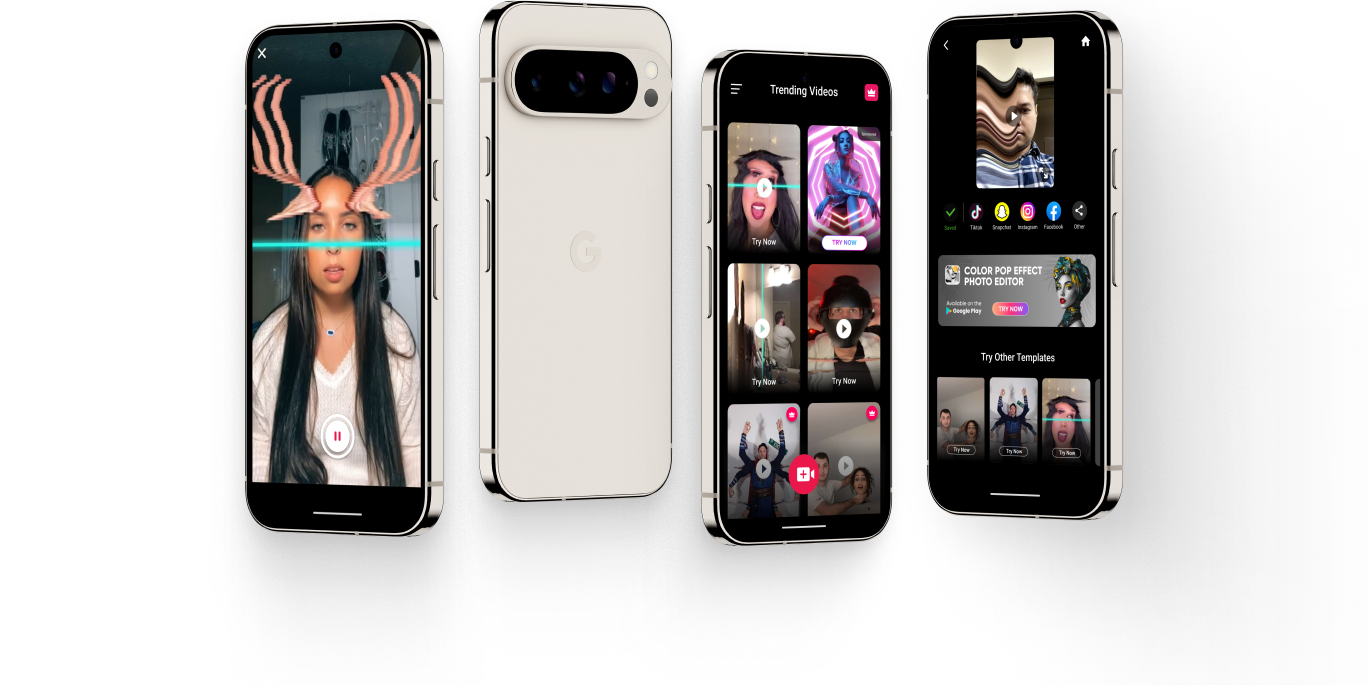 G
Trending Videos
Sponsored
Try Now
TRY NOW
Try Now
Try Now
Saved
Tiktok
Snapchat
Instagram
Facebook
Other
COLOR POP EFFECT
PHOTO EDITOR
Available on the
Google Play
TRY NOW
Try Other Templates
Try Now
Try Now
Try Now